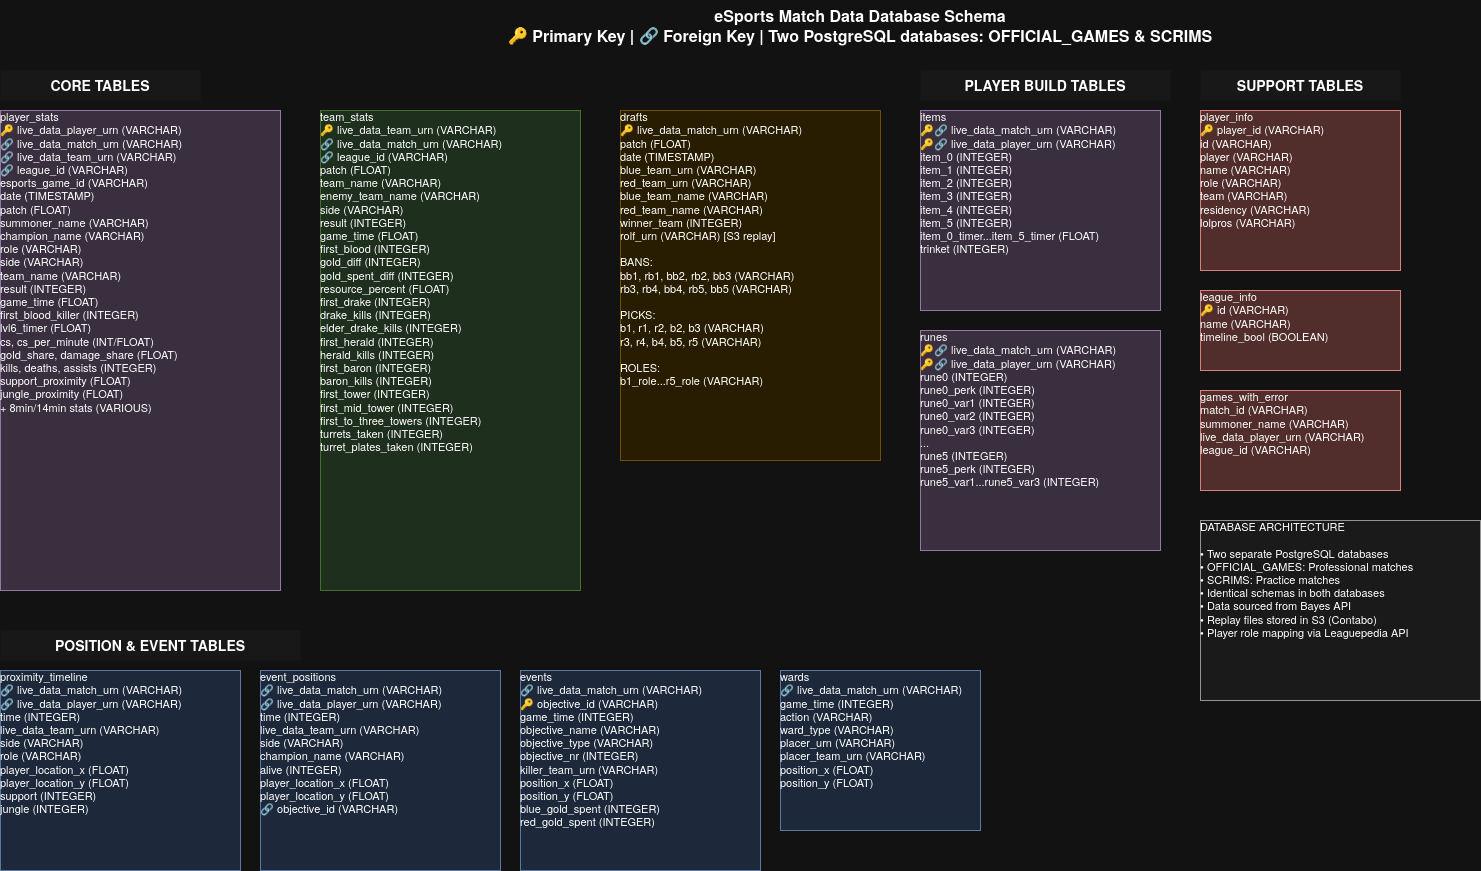 eSports Match Data Database Schema
🔑 Primary Key | 🔗 Foreign Key | Two PostgreSQL databases: OFFICIAL_GAMES & SCRIMS
CORE TABLES
player_stats
🔑 live_data_player_urn (VARCHAR)
🔗 live_data_match_urn (VARCHAR)
🔗 live_data_team_urn (VARCHAR)
🔗 league_id (VARCHAR)
esports_game_id (VARCHAR)
date (TIMESTAMP)
patch (FLOAT)
summoner_name (VARCHAR)
champion_name (VARCHAR)
role (VARCHAR)
side (VARCHAR)
team_name (VARCHAR)
result (INTEGER)
game_time (FLOAT)
first_blood_killer (INTEGER)
lvl6_timer (FLOAT)
cs, cs_per_minute (INT/FLOAT)
gold_share, damage_share (FLOAT)
kills, deaths, assists (INTEGER)
support_proximity (FLOAT)
jungle_proximity (FLOAT)
+ 8min/14min stats (VARIOUS)
team_stats
🔑 live_data_team_urn (VARCHAR)
🔗 live_data_match_urn (VARCHAR)
🔗 league_id (VARCHAR)
patch (FLOAT)
team_name (VARCHAR)
enemy_team_name (VARCHAR)
side (VARCHAR)
result (INTEGER)
game_time (FLOAT)
first_blood (INTEGER)
gold_diff (INTEGER)
gold_spent_diff (INTEGER)
resource_percent (FLOAT)
first_drake (INTEGER)
drake_kills (INTEGER)
elder_drake_kills (INTEGER)
first_herald (INTEGER)
herald_kills (INTEGER)
first_baron (INTEGER)
baron_kills (INTEGER)
first_tower (INTEGER)
first_mid_tower (INTEGER)
first_to_three_towers (INTEGER)
turrets_taken (INTEGER)
turret_plates_taken (INTEGER)
drafts
🔑 live_data_match_urn (VARCHAR)
patch (FLOAT)
date (TIMESTAMP)
blue_team_urn (VARCHAR)
red_team_urn (VARCHAR)
blue_team_name (VARCHAR)
red_team_name (VARCHAR)
winner_team (INTEGER)
rolf_urn (VARCHAR) [S3 replay]
BANS:
bb1, rb1, bb2, rb2, bb3 (VARCHAR)
rb3, rb4, bb4, rb5, bb5 (VARCHAR)
PICKS:
b1, r1, r2, b2, b3 (VARCHAR)
r3, r4, b4, b5, r5 (VARCHAR)
ROLES:
b1_role...r5_role (VARCHAR)
PLAYER BUILD TABLES
items
🔑🔗 live_data_match_urn (VARCHAR)
🔑🔗 live_data_player_urn (VARCHAR)
item_0 (INTEGER)
item_1 (INTEGER)
item_2 (INTEGER)
item_3 (INTEGER)
item_4 (INTEGER)
item_5 (INTEGER)
item_0_timer...item_5_timer (FLOAT)
trinket (INTEGER)
runes
🔑🔗 live_data_match_urn (VARCHAR)
🔑🔗 live_data_player_urn (VARCHAR)
rune0 (INTEGER)
rune0_perk (INTEGER)
rune0_var1 (INTEGER)
rune0_var2 (INTEGER)
rune0_var3 (INTEGER)
...
rune5 (INTEGER)
rune5_perk (INTEGER)
rune5_var1...rune5_var3 (INTEGER)
SUPPORT TABLES
player_info
🔑 player_id (VARCHAR)
id (VARCHAR)
player (VARCHAR)
name (VARCHAR)
role (VARCHAR)
team (VARCHAR)
residency (VARCHAR)
lolpros (VARCHAR)
league_info
🔑 id (VARCHAR)
name (VARCHAR)
timeline_bool (BOOLEAN)
games_with_error
match_id (VARCHAR)
summoner_name (VARCHAR)
live_data_player_urn (VARCHAR)
league_id (VARCHAR)
DATABASE ARCHITECTURE
• Two separate PostgreSQL databases
• OFFICIAL_GAMES: Professional matches
• SCRIMS: Practice matches
• Identical schemas in both databases
• Data sourced from Bayes API
• Replay files stored in S3 (Contabo)
• Player role mapping via Leaguepedia API
POSITION & EVENT TABLES
proximity_timeline
🔗 live_data_match_urn (VARCHAR)
🔗 live_data_player_urn (VARCHAR)
time (INTEGER)
live_data_team_urn (VARCHAR)
side (VARCHAR)
role (VARCHAR)
player_location_x (FLOAT)
player_location_y (FLOAT)
support (INTEGER)
jungle (INTEGER)
event_positions
🔗 live_data_match_urn (VARCHAR)
🔗 live_data_player_urn (VARCHAR)
time (INTEGER)
live_data_team_urn (VARCHAR)
side (VARCHAR)
champion_name (VARCHAR)
alive (INTEGER)
player_location_x (FLOAT)
player_location_y (FLOAT)
🔗 objective_id (VARCHAR)
events
🔗 live_data_match_urn (VARCHAR)
🔑 objective_id (VARCHAR)
game_time (INTEGER)
objective_name (VARCHAR)
objective_type (VARCHAR)
objective_nr (INTEGER)
killer_team_urn (VARCHAR)
position_x (FLOAT)
position_y (FLOAT)
blue_gold_spent (INTEGER)
red_gold_spent (INTEGER)
wards
🔗 live_data_match_urn (VARCHAR)
game_time (INTEGER)
action (VARCHAR)
ward_type (VARCHAR)
placer_urn (VARCHAR)
placer_team_urn (VARCHAR)
position_x (FLOAT)
position_y (FLOAT)